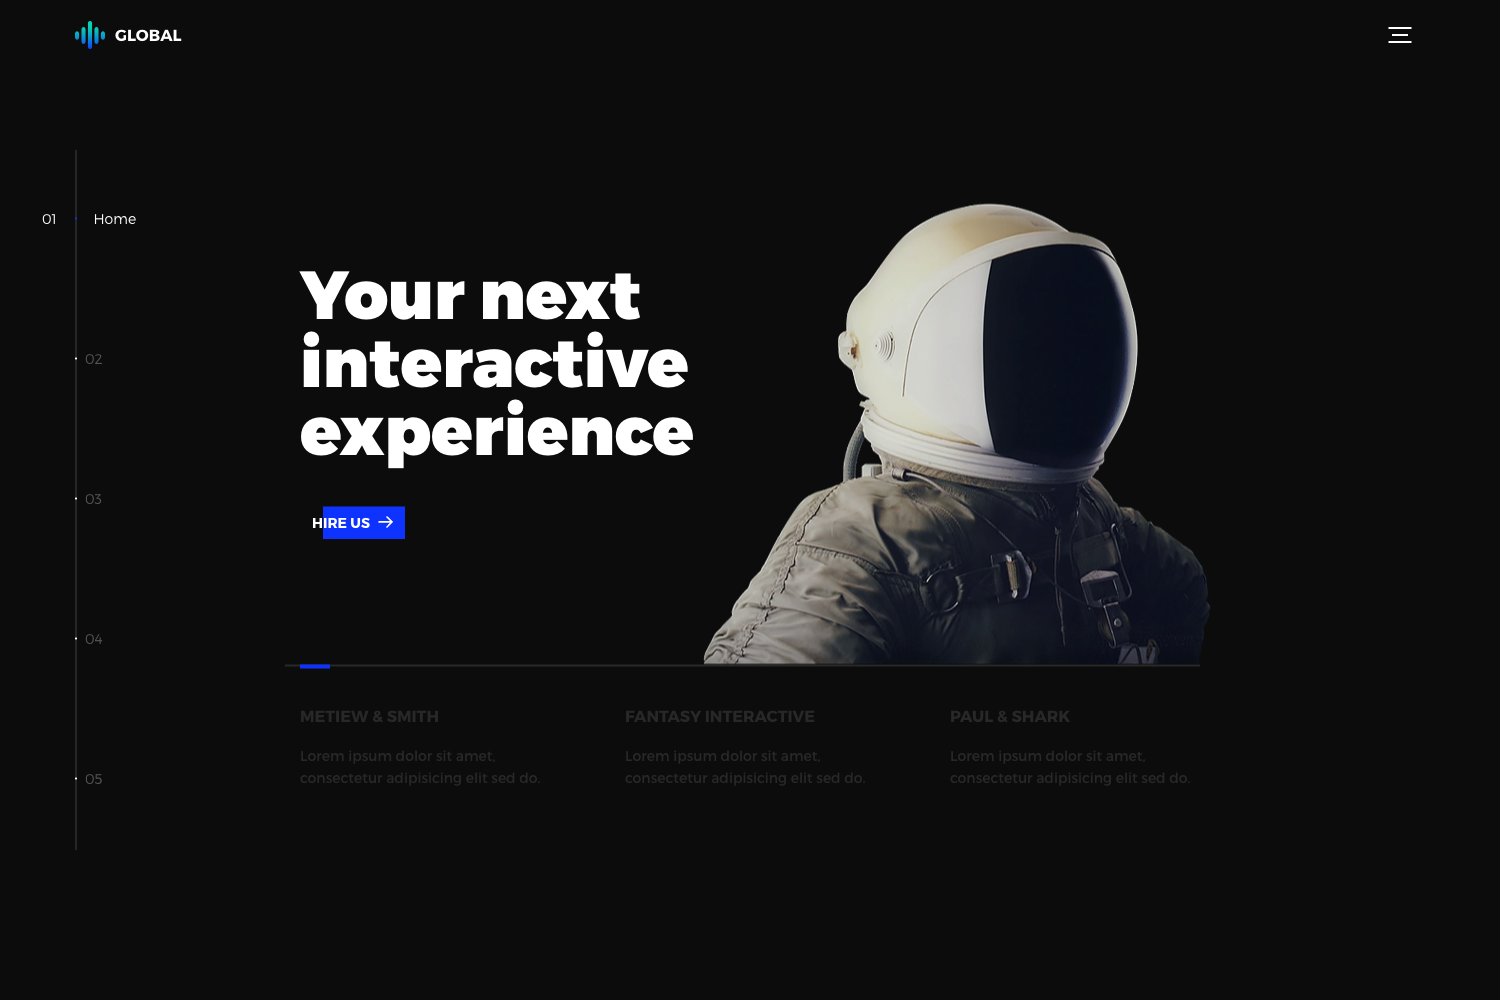 GLOBAL
01 Home
Your next
interactive
experience
02
03
HIRE US
04
METIEW & SMITH
Lorem ipsum dolor sit amet,
consectetur adipisicing elit sed do.
FANTASY INTERACTIVE
Lorem ipsum dolor sit amet,
consectetur adipisicing elit sed do.
PAUL & SHARK
Lorem ipsum dolor sit amet,
consectetur adipisicing elit sed do.
05